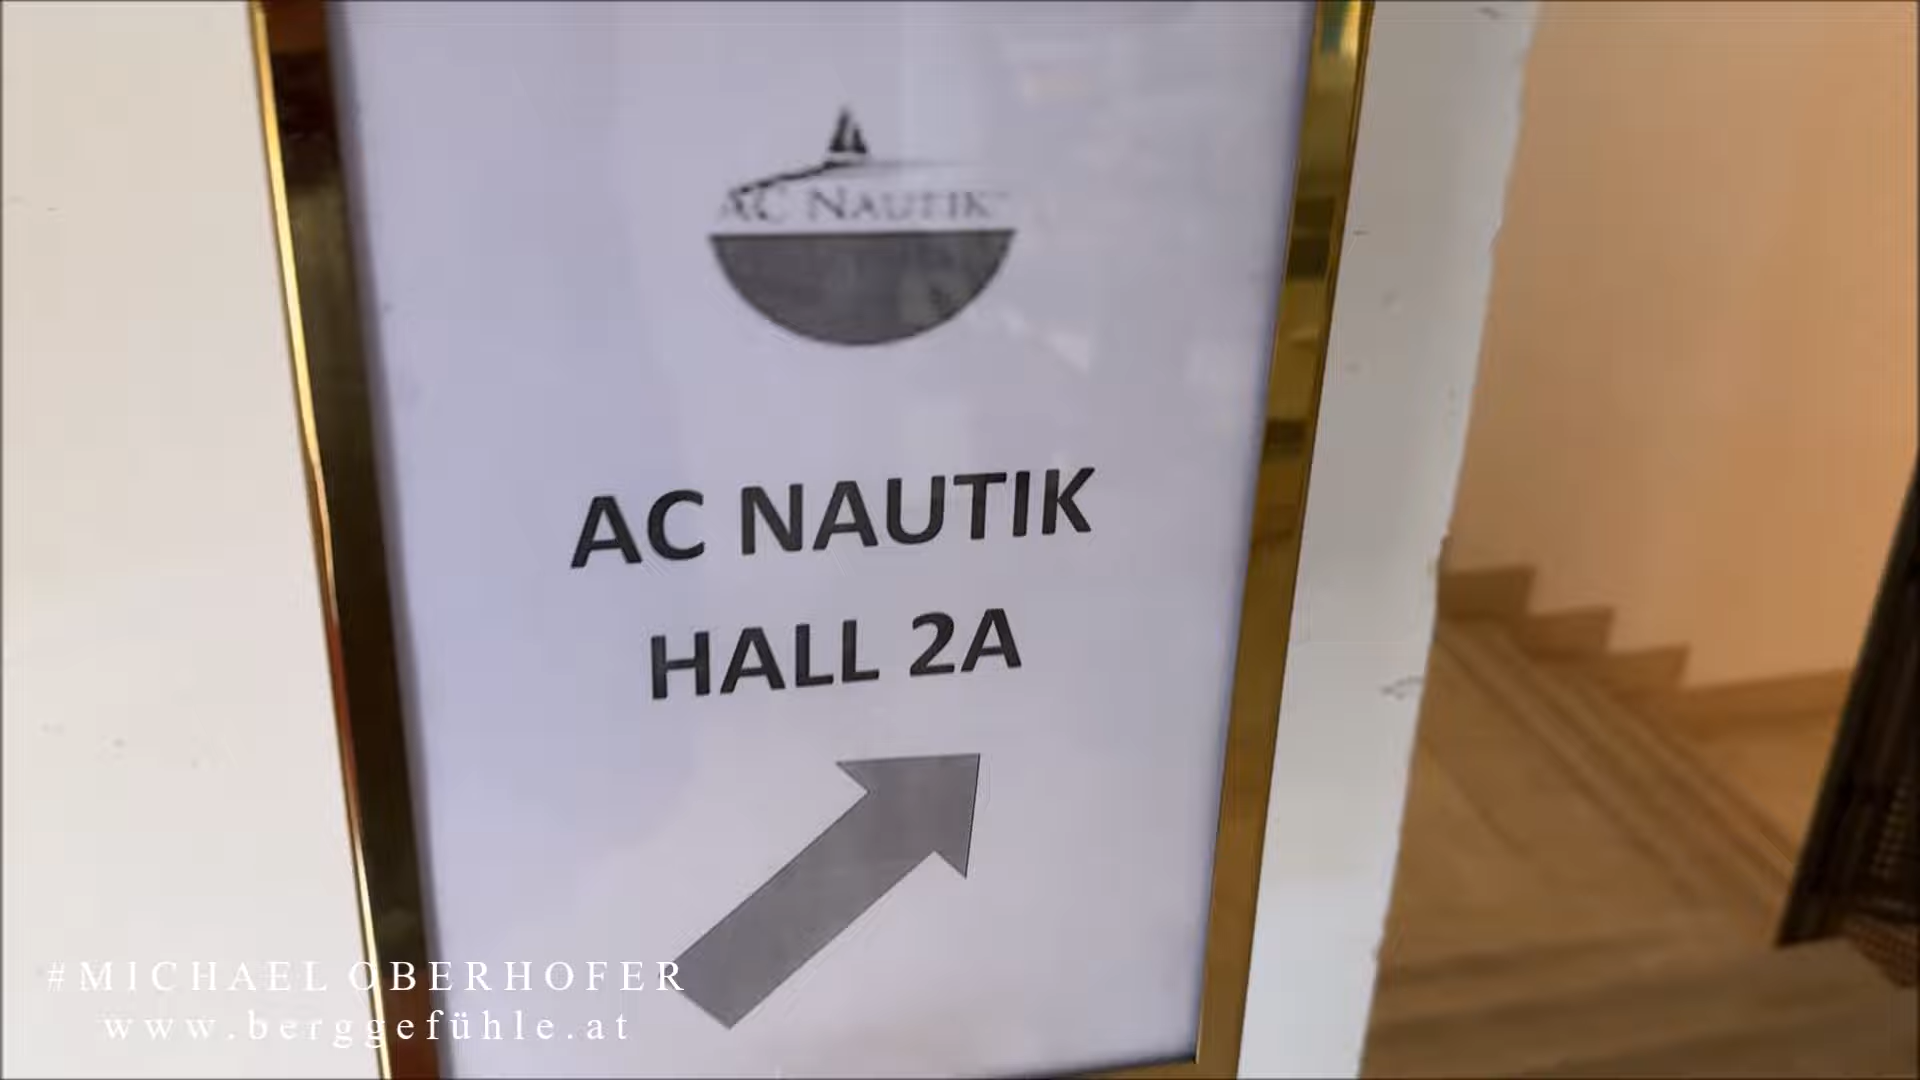 AC NAUTIK
AC NAUTIK
HALL 2A
#MICHAEL OBERHOFER
www.berggefühle.at